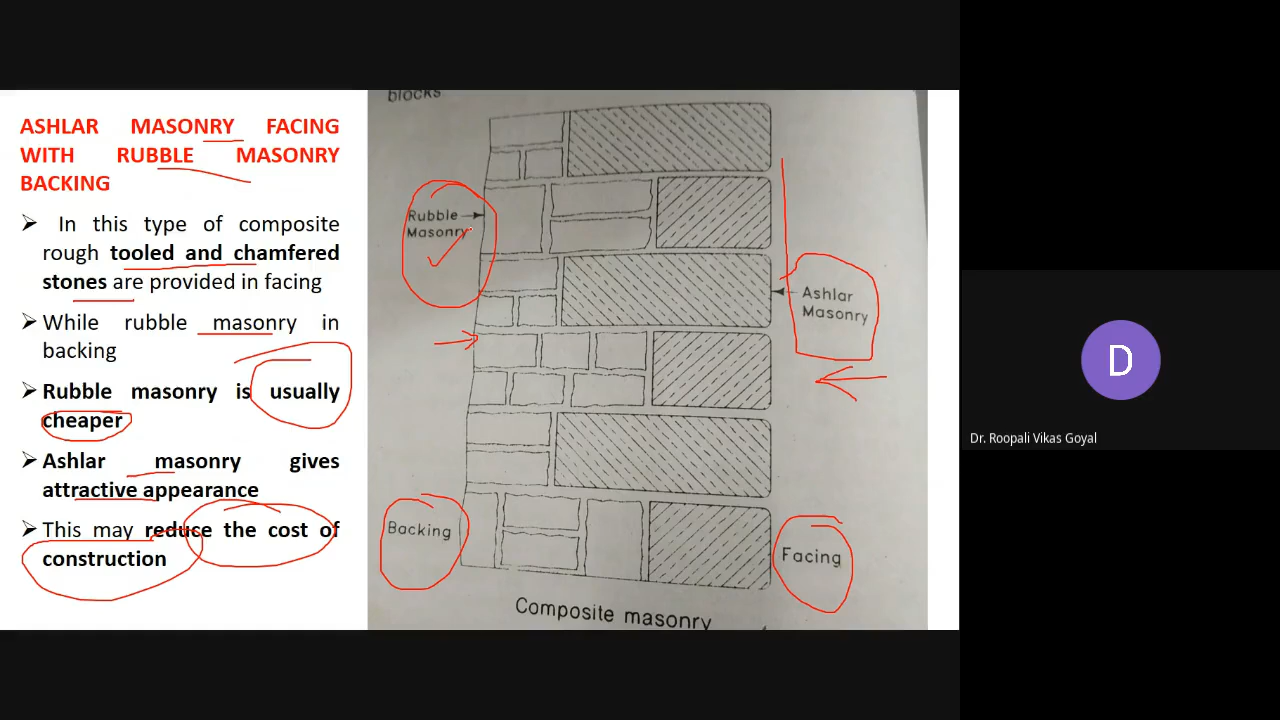 ASHLAR MASONRY FACING
WITH RUBBLE MASONRY
BACKING
In this type of composite
rough tooled and chamfered
stones are provided in facing
While rubble masonry in
backing
Rubble masonry is usually
cheaper
Ashlar masonry gives
attractive appearance
This may reduce the cost of
construction
blocks.
Rubble
Masonry
Ashlar
Masonry
Backing
Facing
Composite masonry
D
Dr. Roopali Vikas Goyal